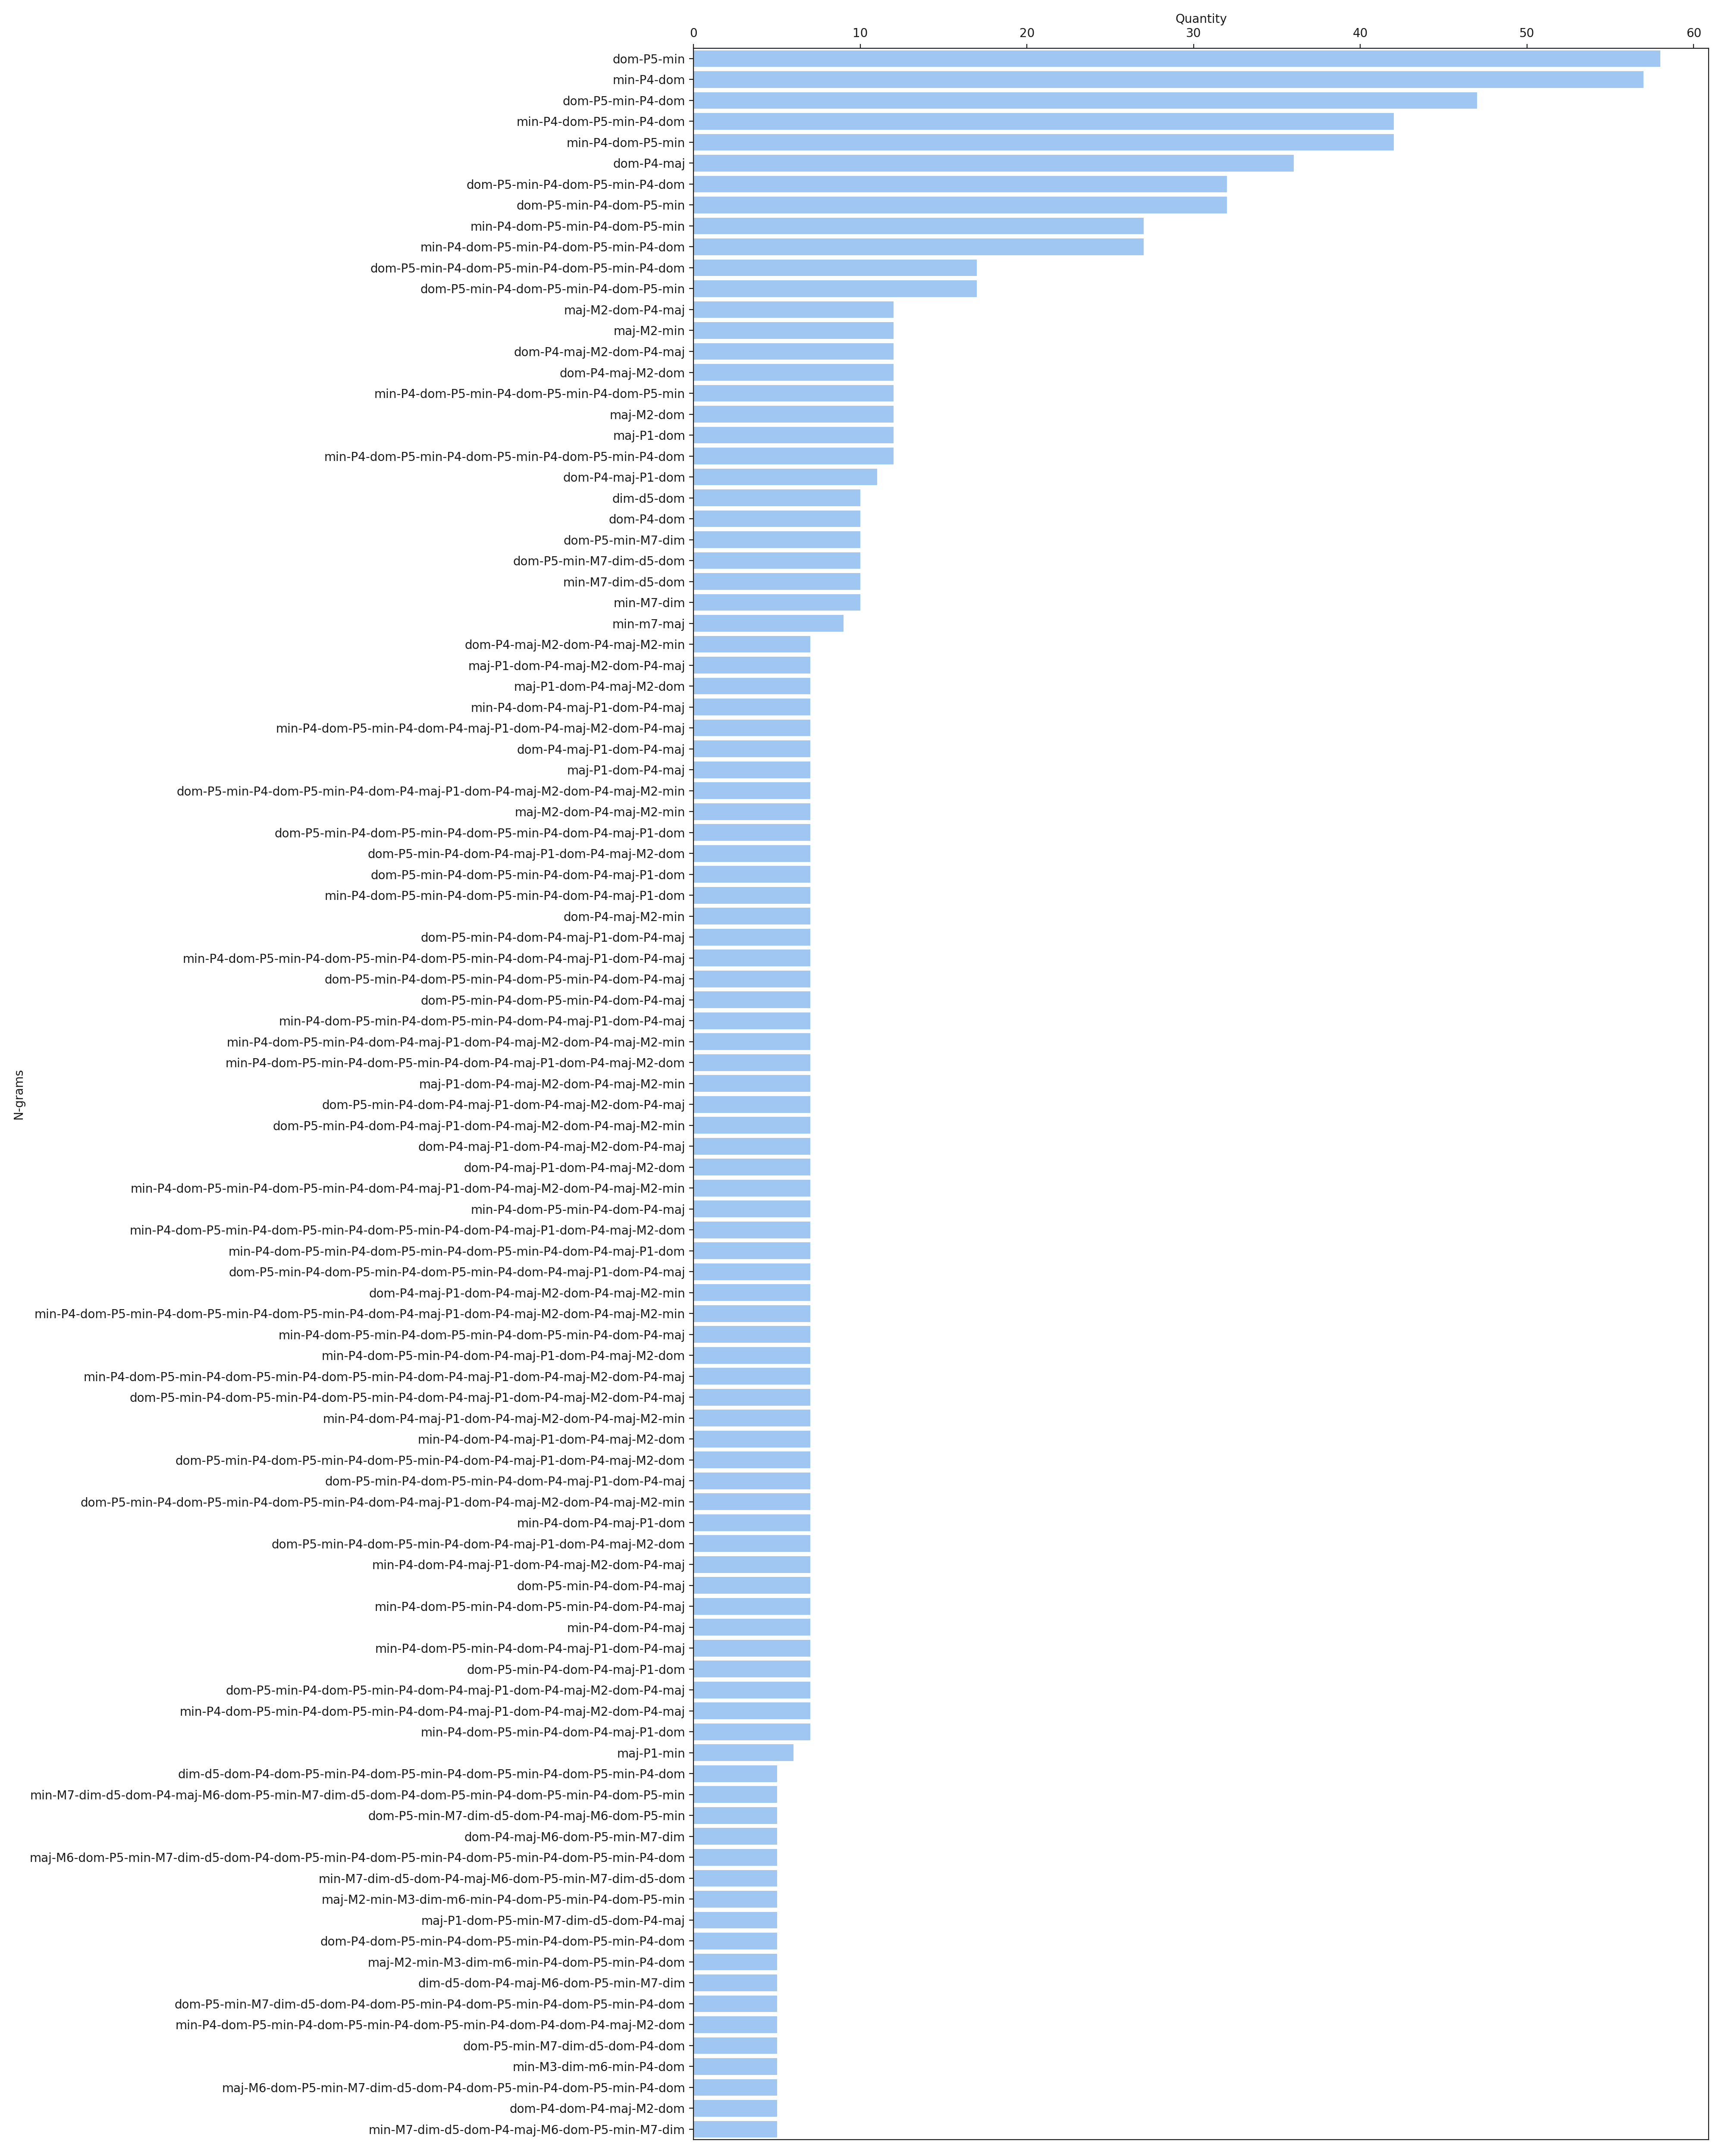 Quantity
0 10 20 30 40 50 60
dom-P5-min
min-P4-dom
dom-P5-min-P4-dom
min-P4-dom-P5-min-P4-dom
min-P4-dom-P5-min
dom-P4-maj
dom-P5-min-P4-dom-P5-min-P4-dom
dom-P5-min-P4-dom-P5-min
min-P4-dom-P5-min-P4-dom-P5-min
min-P4-dom-P5-min-P4-dom-P5-min-P4-dom
dom-P5-min-P4-dom-P5-min-P4-dom-P5-min-P4-dom
dom-P5-min-P4-dom-P5-min-P4-dom-P5-min
maj-M2-dom-P4-maj
maj-M2-min
dom-P4-maj-M2-dom-P4-maj
dom-P4-maj-M2-dom
min-P4-dom-P5-min-P4-dom-P5-min-P4-dom-P5-min
maj-M2-dom
maj-P1-dom
min-P4-dom-P5-min-P4-dom-P5-min-P4-dom-P5-min-P4-dom
dom-P4-maj-P1-dom
dim-d5-dom
dom-P4-dom
dom-P5-min-M7-dim
dom-P5-min-M7-dim-d5-dom
min-M7-dim-d5-dom
min-M7-dim
min-m7-maj
dom-P4-maj-M2-dom-P4-maj-M2-min
maj-P1-dom-P4-maj-M2-dom-P4-maj
maj-P1-dom-P4-maj-M2-dom
min-P4-dom-P4-maj-P1-dom-P4-maj
min-P4-dom-P5-min-P4-dom-P4-maj-P1-dom-P4-maj-M2-dom-P4-maj
dom-P4-maj-P1-dom-P4-maj
maj-P1-dom-P4-maj
dom-P5-min-P4-dom-P5-min-P4-dom-P4-maj-P1-dom-P4-maj-M2-dom-P4-maj-M2-min
maj-M2-dom-P4-maj-M2-min
dom-P5-min-P4-dom-P5-min-P4-dom-P5-min-P4-dom-P4-maj-P1-dom
dom-P5-min-P4-dom-P4-maj-P1-dom-P4-maj-M2-dom
dom-P5-min-P4-dom-P5-min-P4-dom-P4-maj-P1-dom
min-P4-dom-P5-min-P4-dom-P5-min-P4-dom-P4-maj-P1-dom
dom-P4-maj-M2-min
dom-P5-min-P4-dom-P4-maj-P1-dom-P4-maj
min-P4-dom-P5-min-P4-dom-P5-min-P4-dom-P5-min-P4-dom-P4-maj-P1-dom-P4-maj
dom-P5-min-P4-dom-P5-min-P4-dom-P5-min-P4-dom-P4-maj
dom-P5-min-P4-dom-P5-min-P4-dom-P4-maj
min-P4-dom-P5-min-P4-dom-P5-min-P4-dom-P4-maj-P1-dom-P4-maj
min-P4-dom-P5-min-P4-dom-P4-maj-P1-dom-P4-maj-M2-dom-P4-maj-M2-min
min-P4-dom-P5-min-P4-dom-P5-min-P4-dom-P4-maj-P1-dom-P4-maj-M2-dom
maj-P1-dom-P4-maj-M2-dom-P4-maj-M2-min
dom-P5-min-P4-dom-P4-maj-P1-dom-P4-maj-M2-dom-P4-maj
dom-P5-min-P4-dom-P4-maj-P1-dom-P4-maj-M2-dom-P4-maj-M2-min
dom-P4-maj-P1-dom-P4-maj-M2-dom-P4-maj
dom-P4-maj-P1-dom-P4-maj-M2-dom
min-P4-dom-P5-min-P4-dom-P5-min-P4-dom-P4-maj-P1-dom-P4-maj-M2-dom-P4-maj-M2-min
min-P4-dom-P5-min-P4-dom-P4-maj
min-P4-dom-P5-min-P4-dom-P5-min-P4-dom-P5-min-P4-dom-P4-maj-P1-dom-P4-maj-M2-dom
min-P4-dom-P5-min-P4-dom-P5-min-P4-dom-P5-min-P4-dom-P4-maj-P1-dom
dom-P5-min-P4-dom-P5-min-P4-dom-P5-min-P4-dom-P4-maj-P1-dom-P4-maj
dom-P4-maj-P1-dom-P4-maj-M2-dom-P4-maj-M2-min
min-P4-dom-P5-min-P4-dom-P5-min-P4-dom-P5-min-P4-dom-P4-maj-P1-dom-P4-maj-M2-dom-P4-maj-M2-min
min-P4-dom-P5-min-P4-dom-P5-min-P4-dom-P5-min-P4-dom-P4-maj
min-P4-dom-P5-min-P4-dom-P4-maj-P1-dom-P4-maj-M2-dom
min-P4-dom-P5-min-P4-dom-P5-min-P4-dom-P5-min-P4-dom-P4-maj-P1-dom-P4-maj-M2-dom-P4-maj
dom-P5-min-P4-dom-P5-min-P4-dom-P5-min-P4-dom-P4-maj-P1-dom-P4-maj-M2-dom-P4-maj
min-P4-dom-P4-maj-P1-dom-P4-maj-M2-dom-P4-maj-M2-min
min-P4-dom-P4-maj-P1-dom-P4-maj-M2-dom
dom-P5-min-P4-dom-P5-min-P4-dom-P5-min-P4-dom-P4-maj-P1-dom-P4-maj-M2-dom
dom-P5-min-P4-dom-P5-min-P4-dom-P4-maj-P1-dom-P4-maj
dom-P5-min-P4-dom-P5-min-P4-dom-P5-min-P4-dom-P4-maj-P1-dom-P4-maj-M2-dom-P4-maj-M2-min
min-P4-dom-P4-maj-P1-dom
dom-P5-min-P4-dom-P5-min-P4-dom-P4-maj-P1-dom-P4-maj-M2-dom
min-P4-dom-P4-maj-P1-dom-P4-maj-M2-dom-P4-maj
dom-P5-min-P4-dom-P4-maj
min-P4-dom-P5-min-P4-dom-P5-min-P4-dom-P4-maj
min-P4-dom-P4-maj
min-P4-dom-P5-min-P4-dom-P4-maj-P1-dom-P4-maj
dom-P5-min-P4-dom-P4-maj-P1-dom
dom-P5-min-P4-dom-P5-min-P4-dom-P4-maj-P1-dom-P4-maj-M2-dom-P4-maj
min-P4-dom-P5-min-P4-dom-P5-min-P4-dom-P4-maj-P1-dom-P4-maj-M2-dom-P4-maj
min-P4-dom-P5-min-P4-dom-P4-maj-P1-dom
maj-P1-min
dim-d5-dom-P4-dom-P5-min-P4-dom-P5-min-P4-dom-P5-min-P4-dom-P5-min-P4-dom
min-M7-dim-d5-dom-P4-maj-M6-dom-P5-min-M7-dim-d5-dom-P4-dom-P5-min-P4-dom-P5-min-P4-dom-P5-min
dom-P5-min-M7-dim-d5-dom-P4-maj-M6-dom-P5-min
dom-P4-maj-M6-dom-P5-min-M7-dim
maj-M6-dom-P5-min-M7-dim-d5-dom-P4-dom-P5-min-P4-dom-P5-min-P4-dom-P5-min-P4-dom-P5-min-P4-dom
min-M7-dim-d5-dom-P4-maj-M6-dom-P5-min-M7-dim-d5-dom
maj-M2-min-M3-dim-m6-min-P4-dom-P5-min-P4-dom-P5-min
maj-P1-dom-P5-min-M7-dim-d5-dom-P4-maj
dom-P4-dom-P5-min-P4-dom-P5-min-P4-dom-P5-min-P4-dom
maj-M2-min-M3-dim-m6-min-P4-dom-P5-min-P4-dom
dim-d5-dom-P4-maj-M6-dom-P5-min-M7-dim
dom-P5-min-M7-dim-d5-dom-P4-dom-P5-min-P4-dom-P5-min-P4-dom-P5-min-P4-dom
min-P4-dom-P5-min-P4-dom-P5-min-P4-dom-P5-min-P4-dom-P4-dom-P4-maj-M2-dom
dom-P5-min-M7-dim-d5-dom-P4-dom
min-M3-dim-m6-min-P4-dom
maj-M6-dom-P5-min-M7-dim-d5-dom-P4-dom-P5-min-P4-dom-P5-min-P4-dom
dom-P4-dom-P4-maj-M2-dom
min-M7-dim-d5-dom-P4-maj-M6-dom-P5-min-M7-dim
N-grams